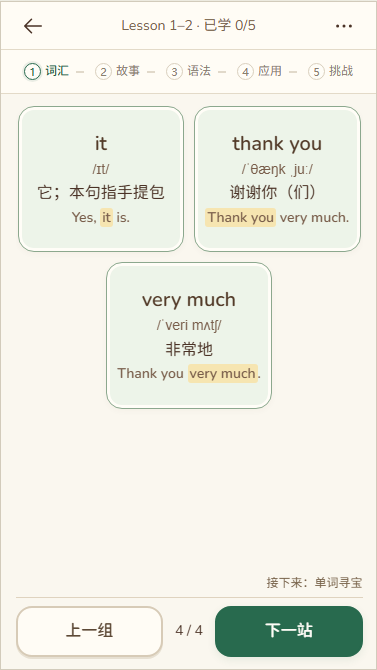 Lesson 1–2 · 已学 0/5
1 词汇 – 2 故事 – 3 语法 – 4 应用 – 5 挑战
it
/ɪt/
它；本句指手提包
Yes, it is.
thank you
/ˈθæŋk ˌjuː/
谢谢你（们）
Thank you very much.
very much
/ˈveri mʌtʃ/
非常地
Thank you very much.
接下来：单词寻宝
上一组
4 / 4
下一站